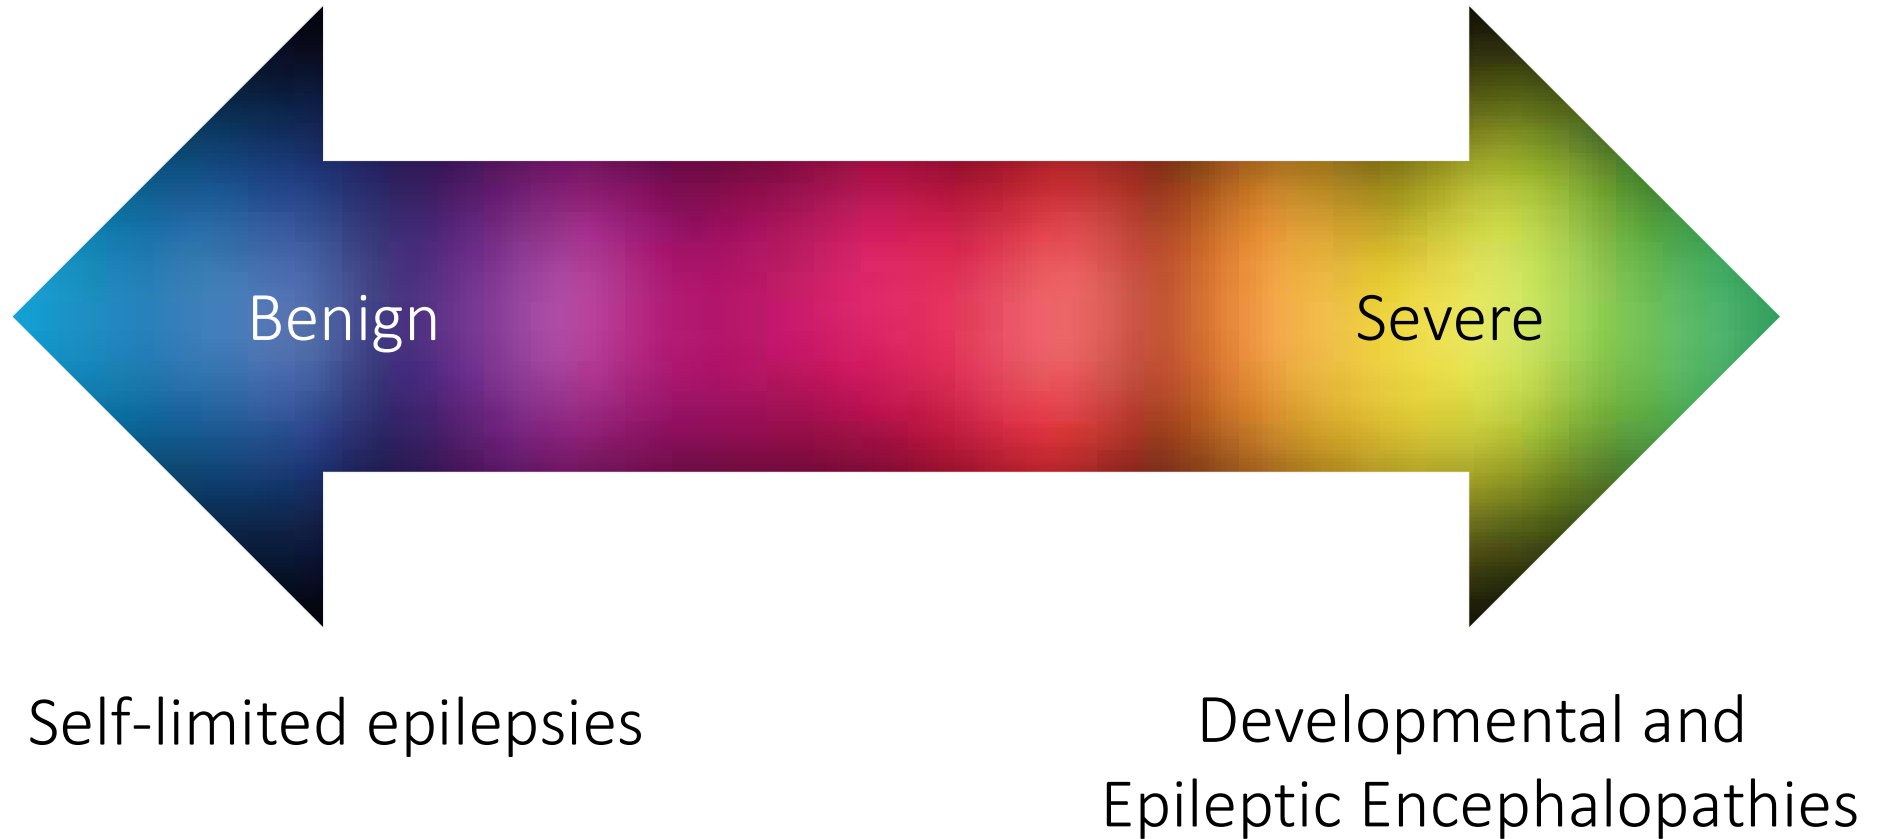 Benign
Severe
Self-limited epilepsies
Developmental and
Epileptic Encephalopathies